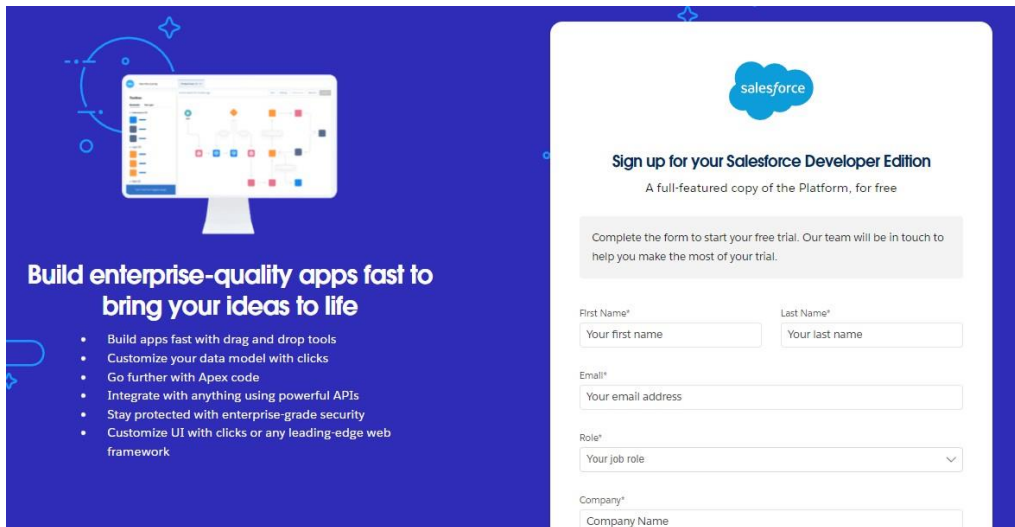 Build enterprise-quality apps fast to
bring your ideas to life
Build apps fast with drag and drop tools
Customize your data model with clicks
Go further with Apex code
Integrate with anything using powerful APIs
Stay protected with enterprise-grade security
Customize UI with clicks or any leading-edge web
framework
salesforce
Sign up for your Salesforce Developer Edition
A full-featured copy of the Platform, for free
Complete the form to start your free trial. Our team will be in touch to
help you make the most of your trial.
First Name* Last Name*
Your first name Your last name
Email*
Your email address
Role*
Your job role
Company*
Company Name